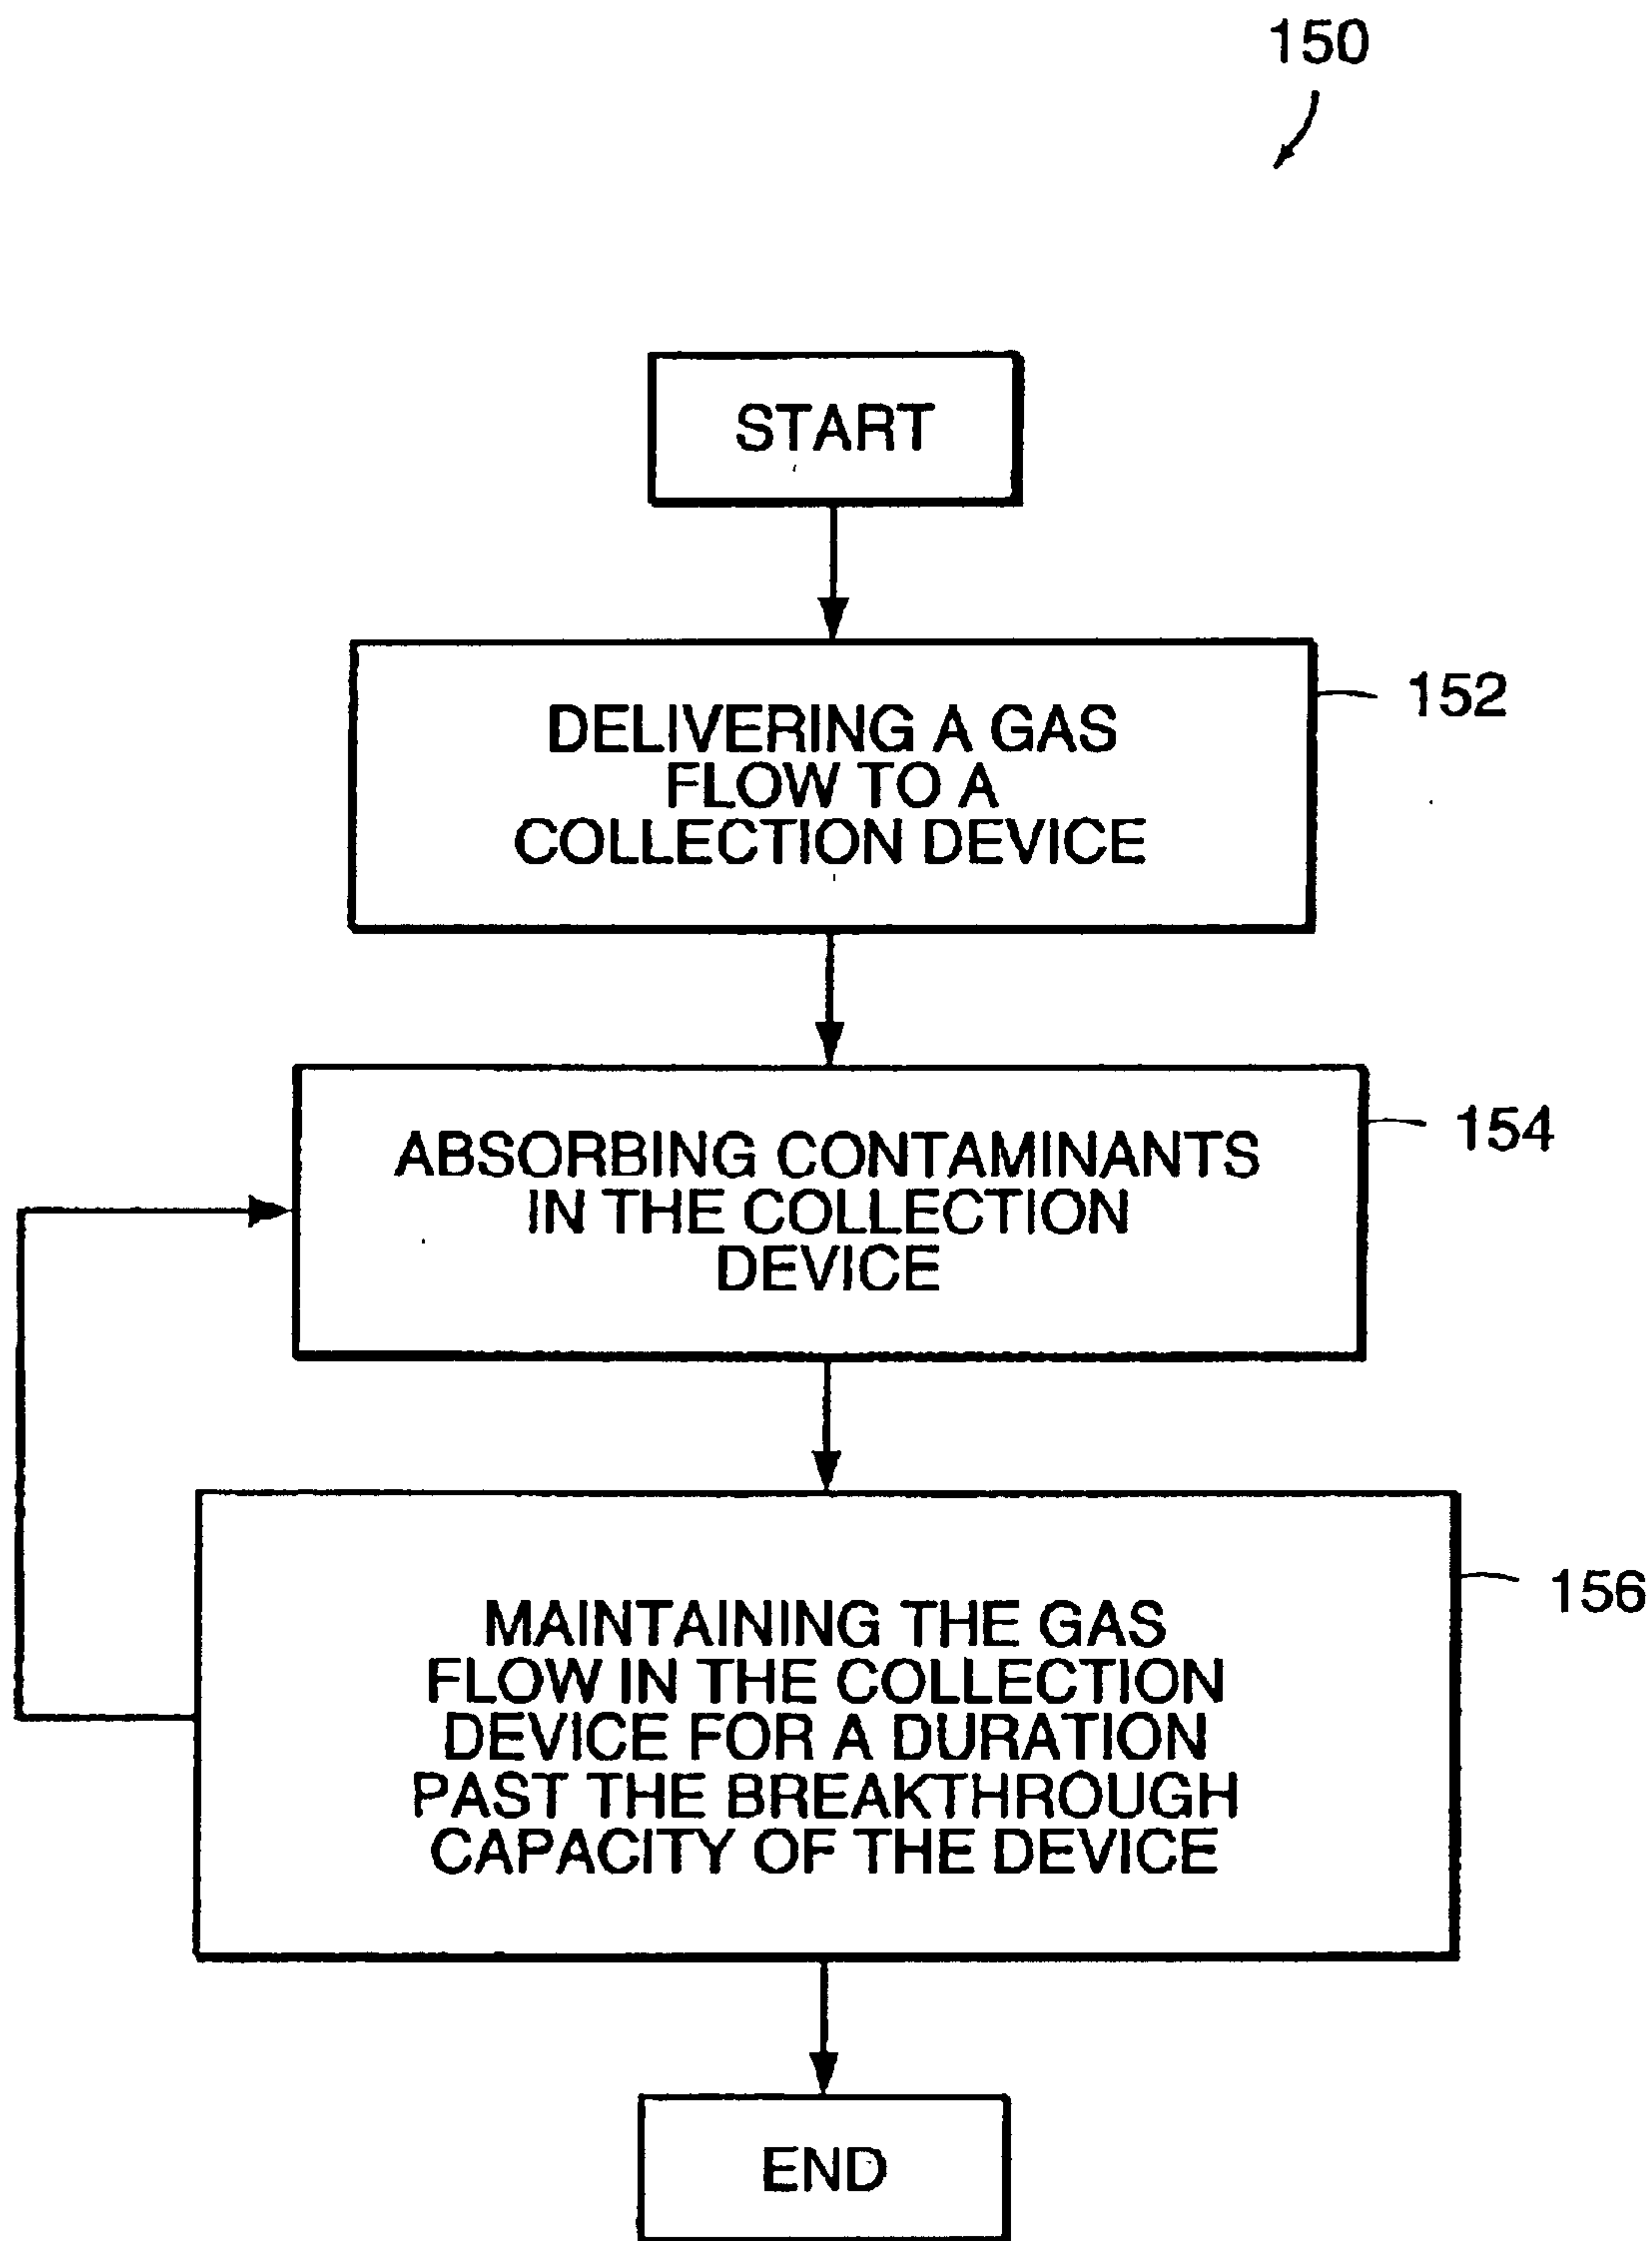 150
START
DELIVERING A GAS
FLOW TO A
COLLECTION DEVICE
152
ABSORBING CONTAMINANTS
IN THE COLLECTION
DEVICE
154
MAINTAINING THE GAS
FLOW IN THE COLLECTION
DEVICE FOR A DURATION
PAST THE BREAKTHROUGH
CAPACITY OF THE DEVICE
156
END